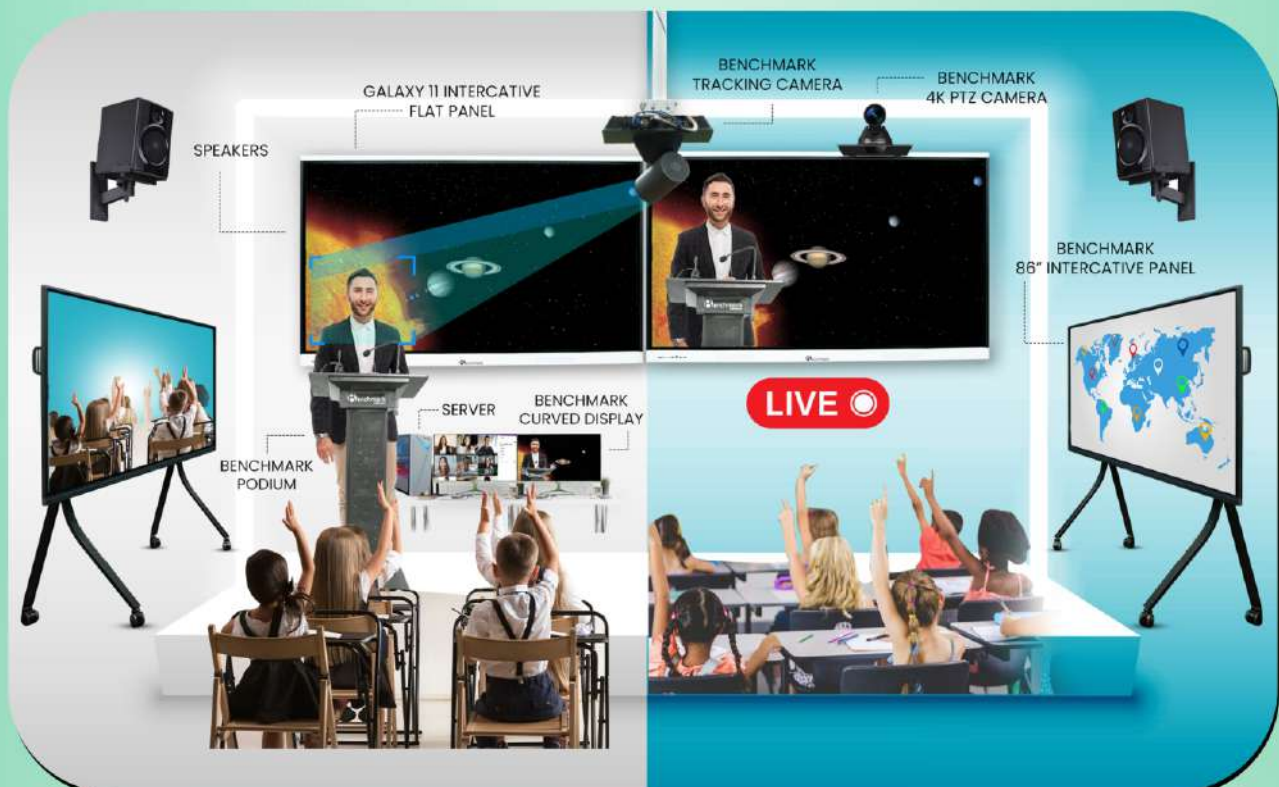 BENCHMARK
TRACKING CAMERA
BENCHMARK
4K PTZ CAMERA
GALAXY 11 INTERCATIVE
FLAT PANEL
SPEAKERS
BENCHMARK
86" INTERCATIVE PANEL
LIVE
SERVER
BENCHMARK
CURVED DISPLAY
BENCHMARK
PODIUM